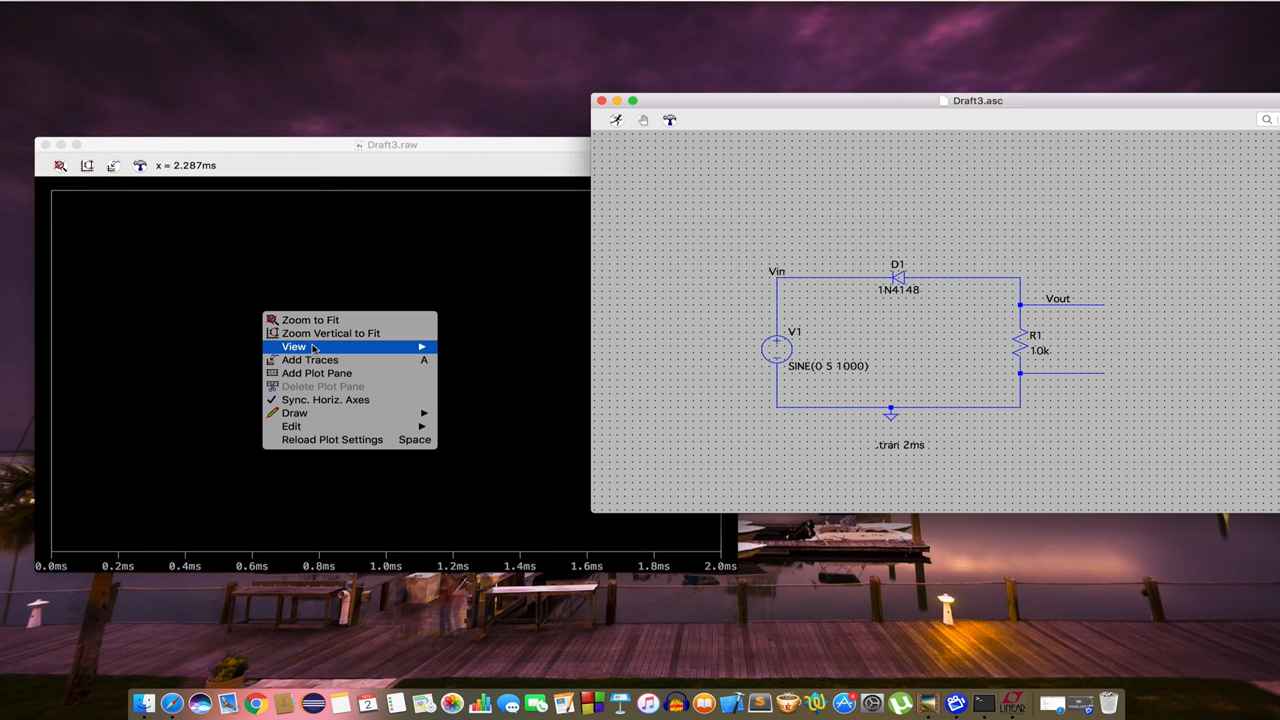 Draft3.asc
Draft3.raw
x = 2.287ms
Zoom to Fit
Zoom Vertical to Fit
View
Add Traces A
Add Plot Pane
Delete Plot Pane
Sync. Horiz. Axes
Draw
Edit
Reload Plot Settings Space
0.0ms 0.2ms 0.4ms 0.6ms 0.8ms 1.0ms 1.2ms 1.4ms 1.6ms 1.8ms 2.0ms
D1
Vin
1N4148
Vout
V1
R1
10k
SINE(0 5 1000)
.tran 2ms
2
LINEAR